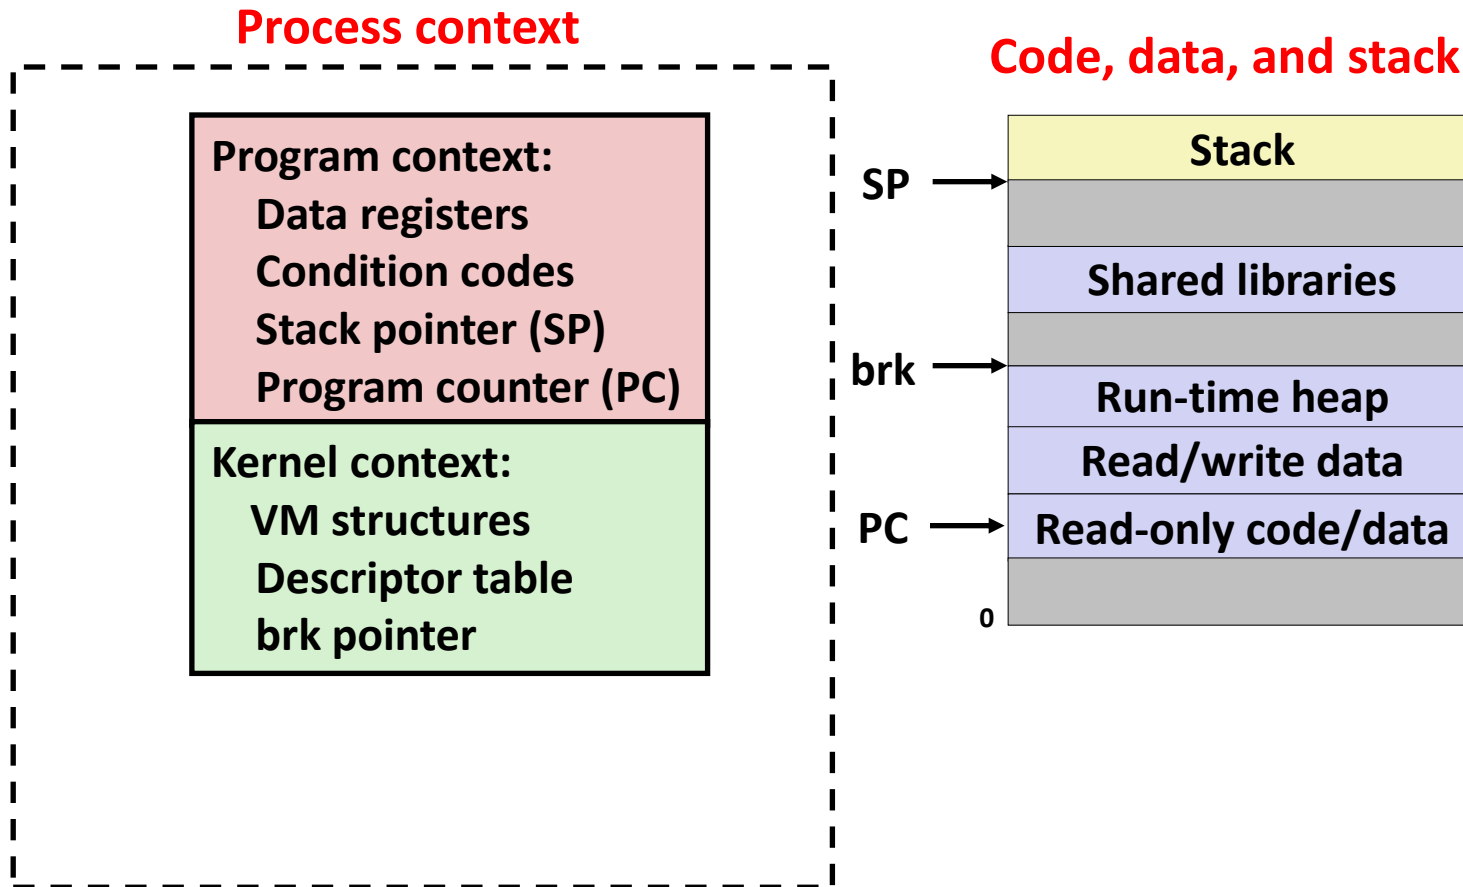 Process context
Program context:
Data registers
Condition codes
Stack pointer (SP)
Program counter (PC)
Kernel context:
VM structures
Descriptor table
brk pointer
Code, data, and stack
Stack
SP
Shared libraries
brk
Run-time heap
Read/write data
PC
Read-only code/data
0